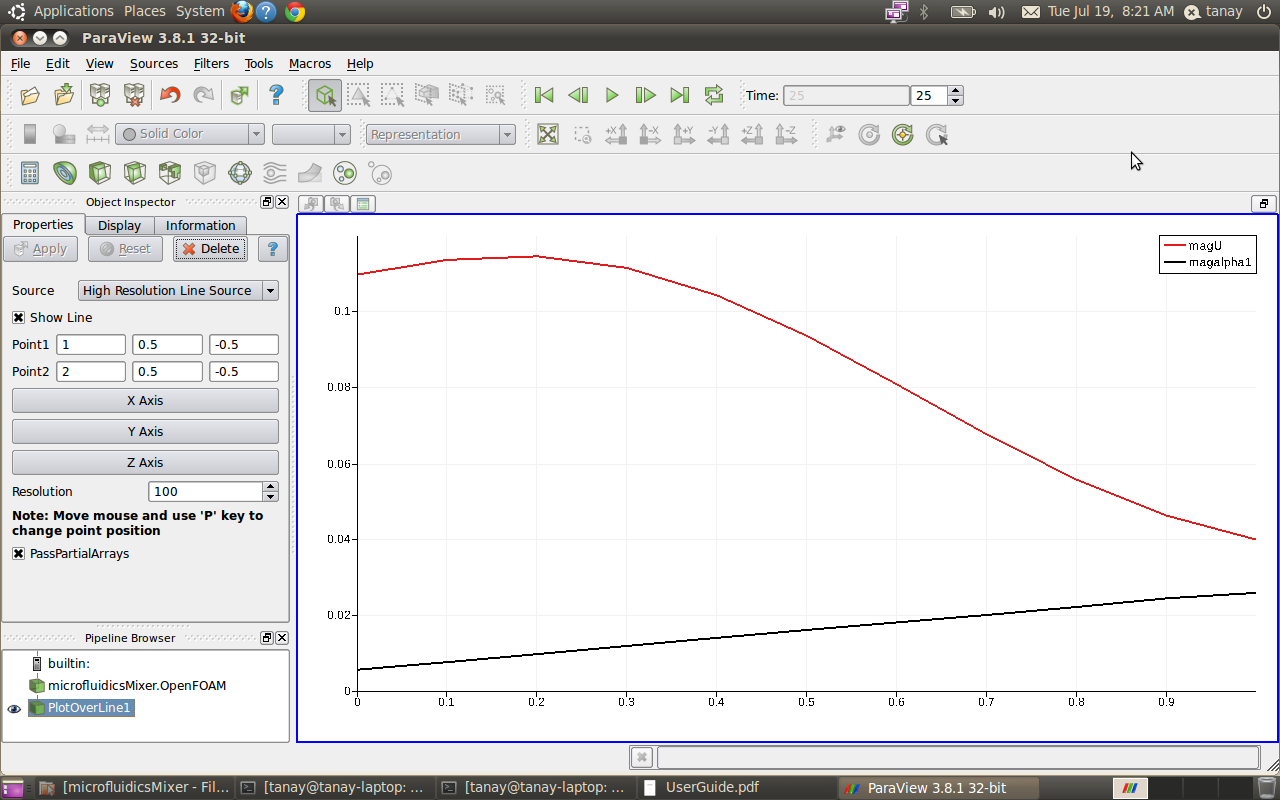 Applications Places System Tue Jul 19, 8:21 AM tanay
ParaView 3.8.1 32-bit
File Edit View Sources Filters Tools Macros Help
Time: 25 25
Solid Color Representation
+X -X +Y -Y +Z -Z
Object Inspector
Properties Display Information
Apply Reset Delete ?
Source High Resolution Line Source
Show Line
Point1 1 0.5 -0.5
Point2 2 0.5 -0.5
X Axis
Y Axis
Z Axis
Resolution 100
Note: Move mouse and use 'P' key to
change point position
PassPartialArrays
Pipeline Browser
builtin:
microfluidicsMixer.OpenFOAM
PlotOverLine1
magU
magalpha1
0.1
0.08
0.06
0.04
0.02
0
0 0.1 0.2 0.3 0.4 0.5 0.6 0.7 0.8 0.9
[microfluidicsMixer - Fil... [tanay@tanay-laptop: ... [tanay@tanay-laptop: ... UserGuide.pdf ParaView 3.8.1 32-bit